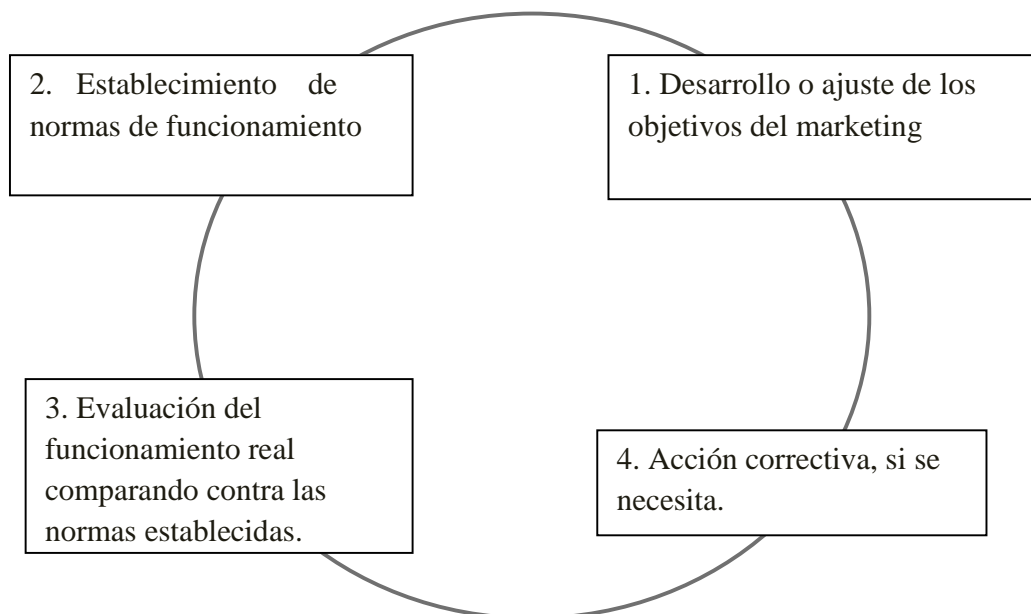 2. Establecimiento de
normas de funcionamiento
1. Desarrollo o ajuste de los
objetivos del marketing
3. Evaluación del
funcionamiento real
comparando contra las
normas establecidas.
4. Acción correctiva, si se
necesita.